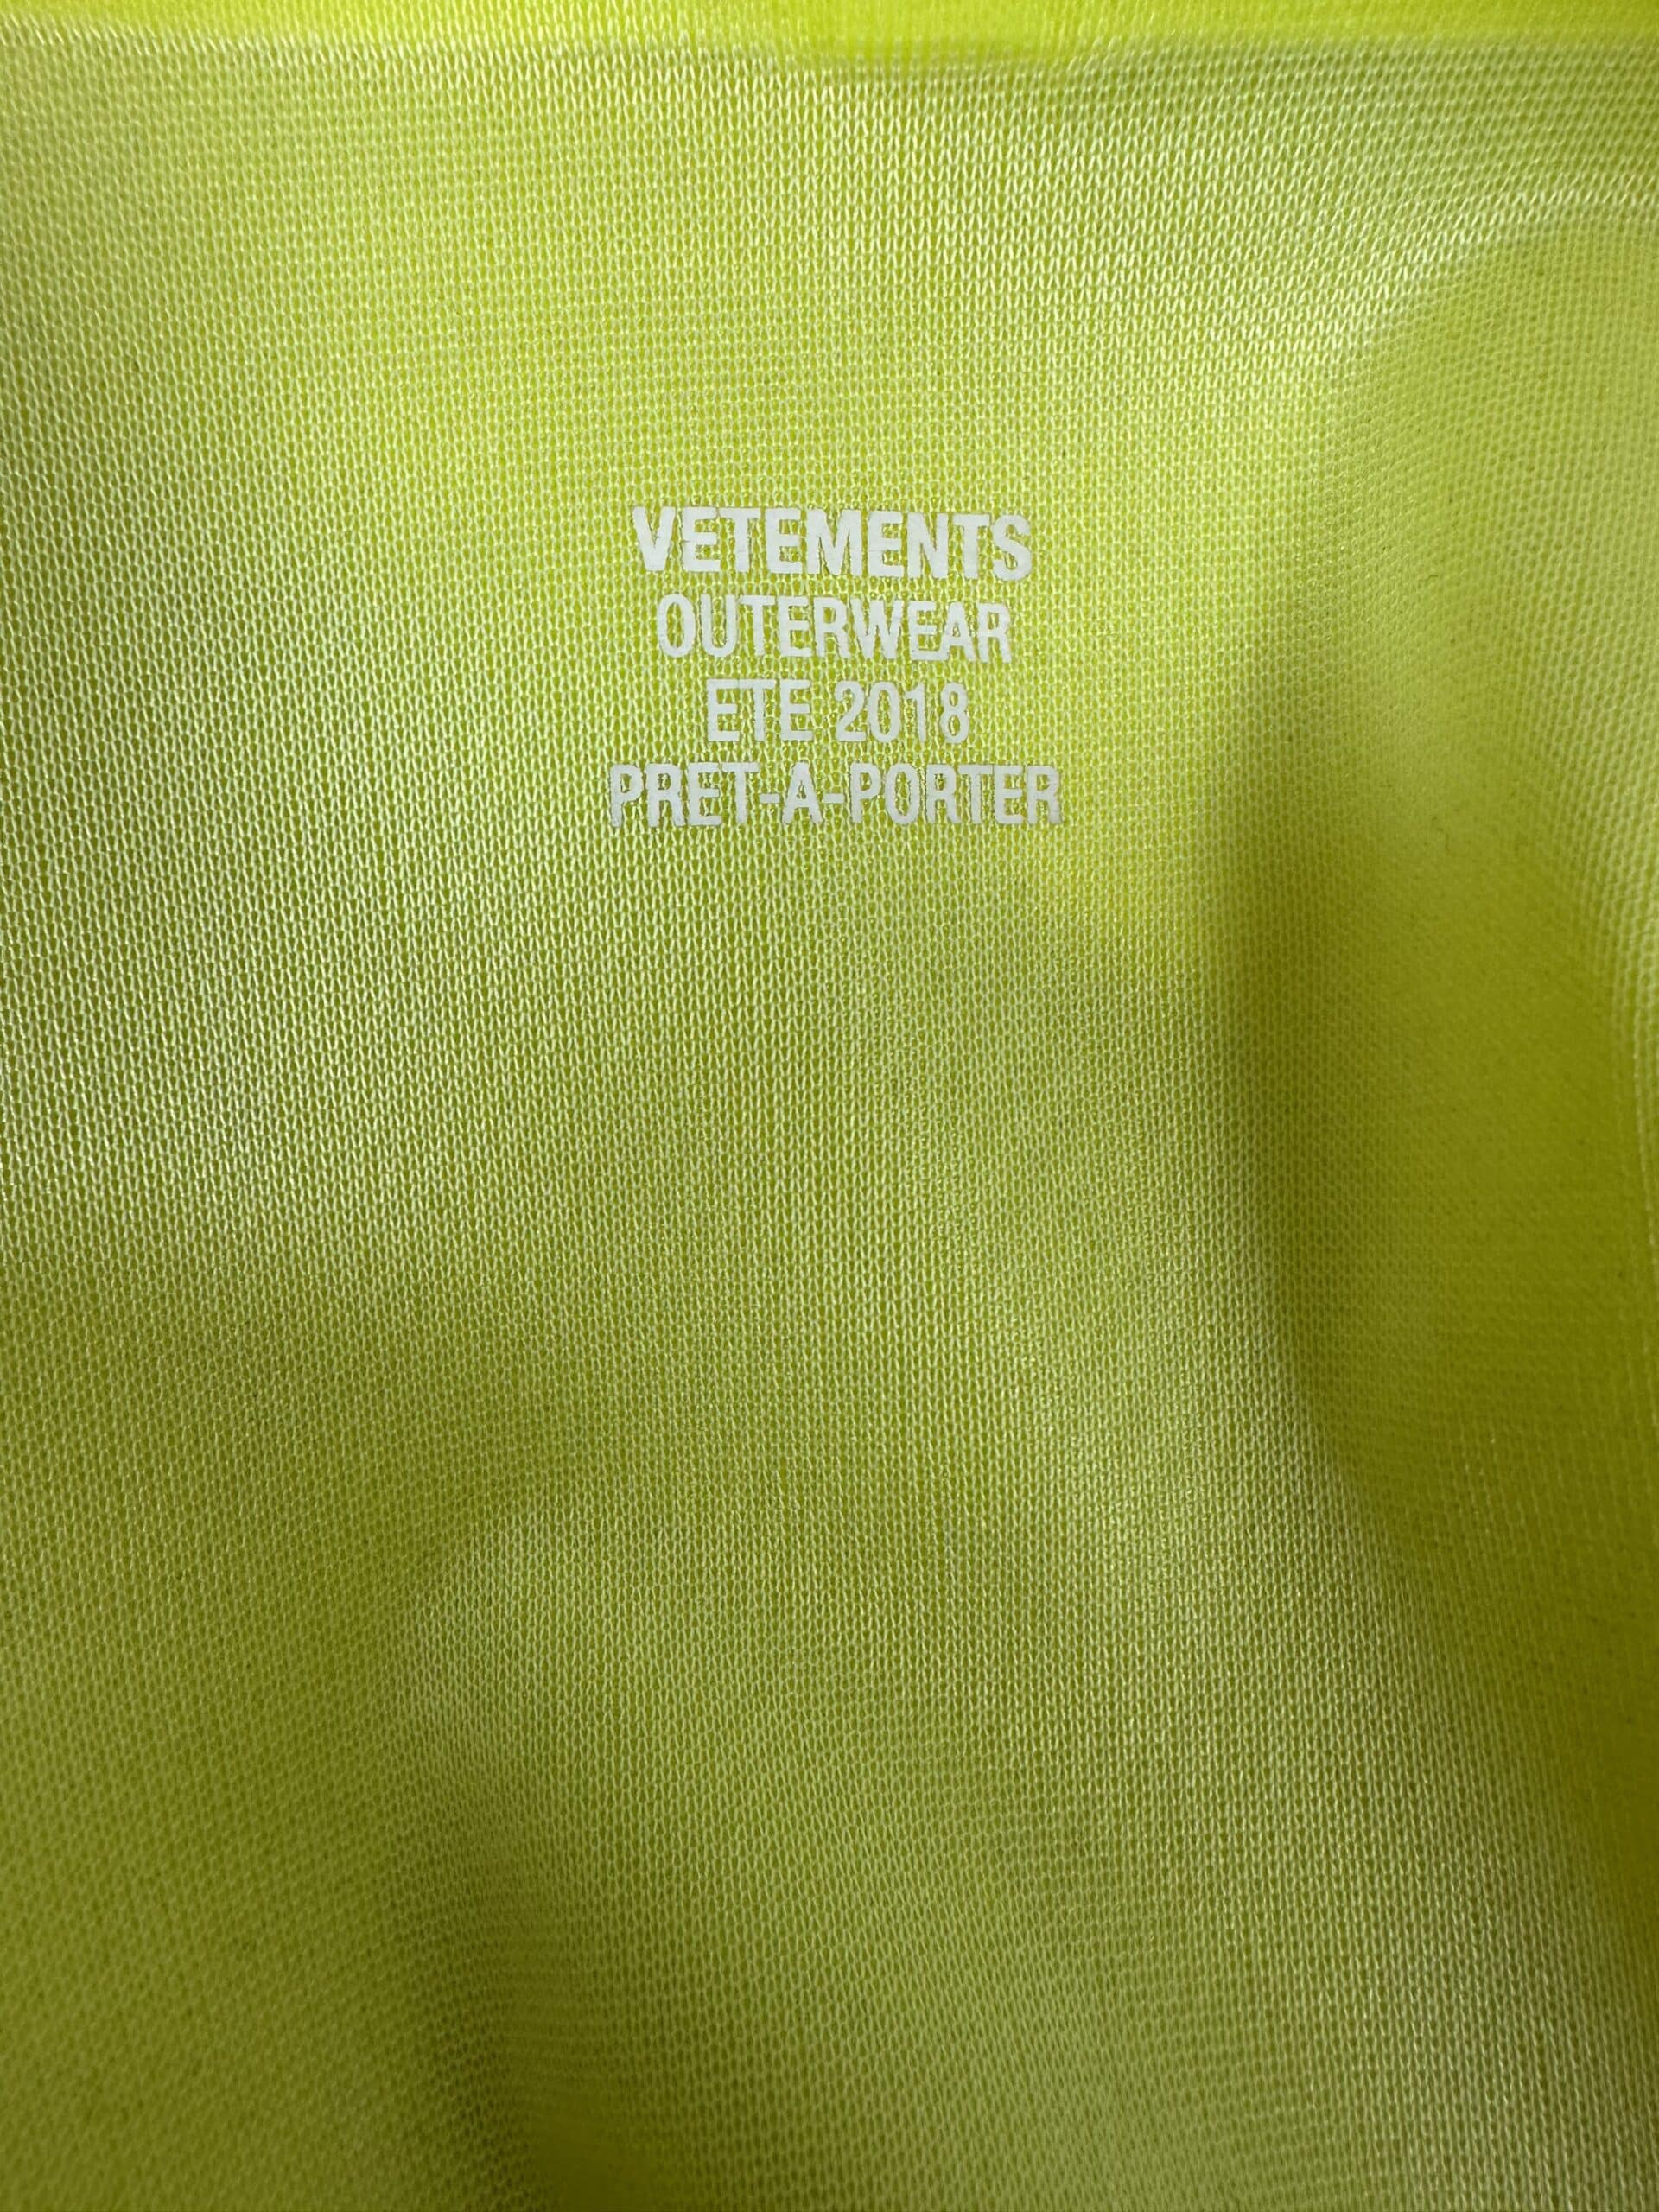 VETEMENTS
OUTERWEAR
ETE 2018
PRET-A-PORTER